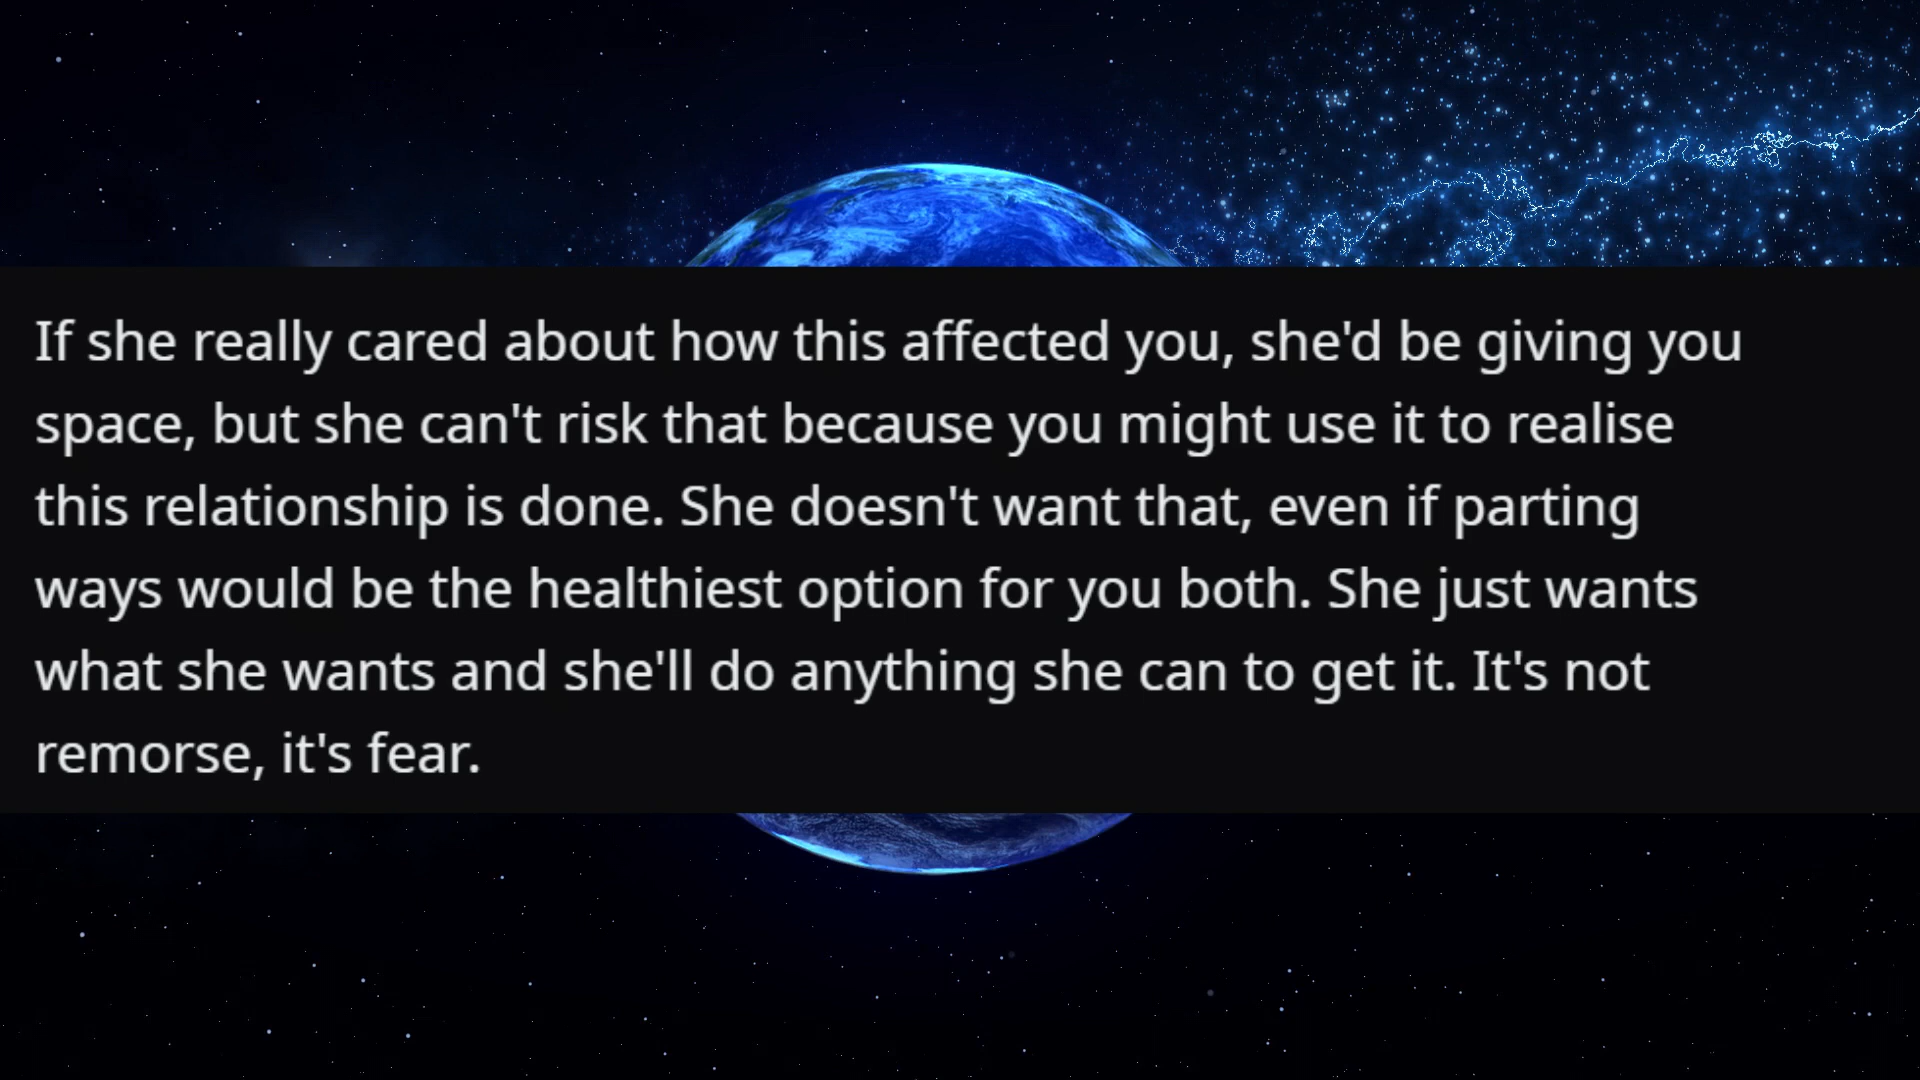 If she really cared about how this affected you, she'd be giving you
space, but she can't risk that because you might use it to realise
this relationship is done. She doesn't want that, even if parting
ways would be the healthiest option for you both. She just wants
what she wants and she'll do anything she can to get it. It's not
remorse, it's fear.